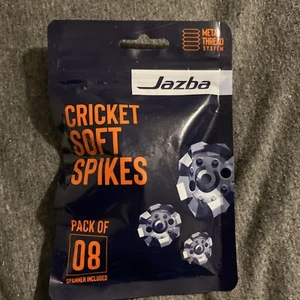 METAL
THREAD
SYSTEM
Jazba
CRICKET
SOFT
SPIKES
PACK OF
08
SPANNER INCLUDED